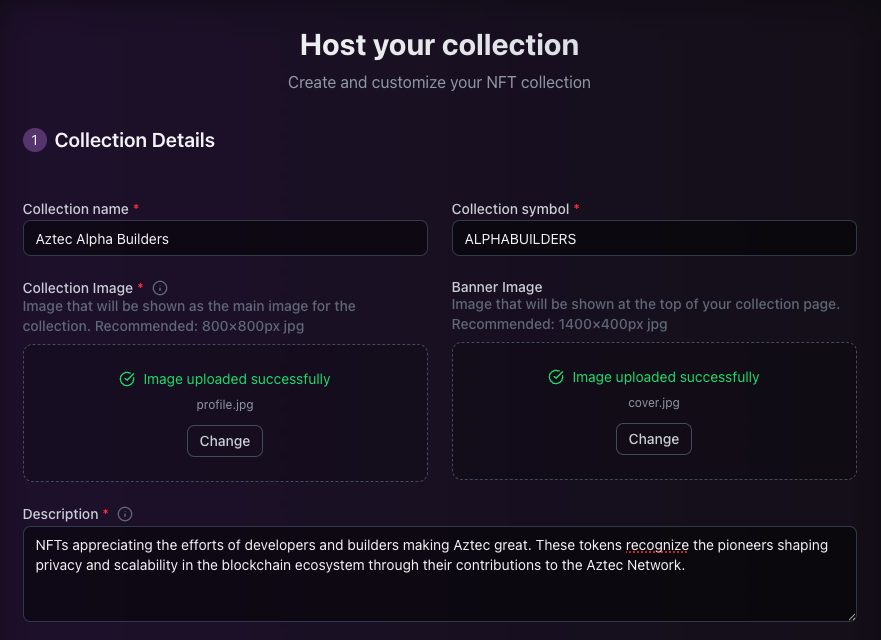 Host your collection
Create and customize your NFT collection
1 Collection Details
Collection name *
Aztec Alpha Builders
Collection symbol *
ALPHABUILDERS
Collection Image *
Image that will be shown as the main image for the
collection. Recommended: 800×800px jpg
Image uploaded successfully
profile.jpg
Change
Banner Image
Image that will be shown at the top of your collection page.
Recommended: 1400×400px jpg
Image uploaded successfully
cover.jpg
Change
Description *
NFTs appreciating the efforts of developers and builders making Aztec great. These tokens recognize the pioneers shaping
privacy and scalability in the blockchain ecosystem through their contributions to the Aztec Network.